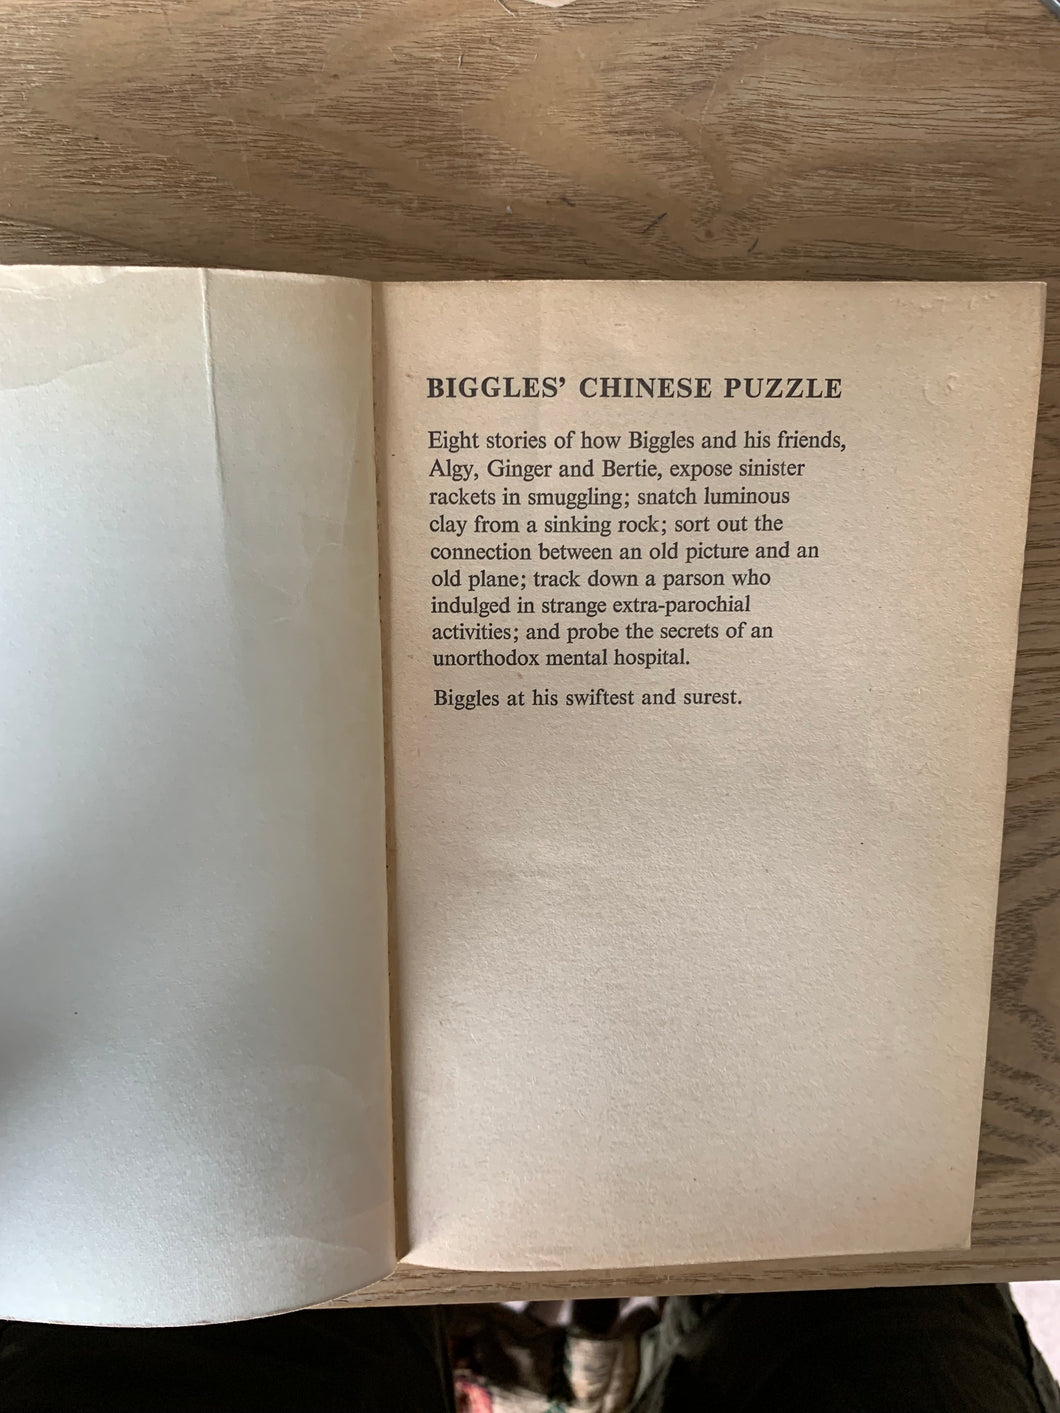 BIGGLES’ CHINESE PUZZLE
Eight stories of how Biggles and his friends,
Algy, Ginger and Bertie, expose sinister
rackets in smuggling; snatch luminous
clay from a sinking rock; sort out the
connection between an old picture and an
old plane; track down a parson who
indulged in strange extra-parochial
activities; and probe the secrets of an
unorthodox mental hospital.
Biggles at his swiftest and surest.